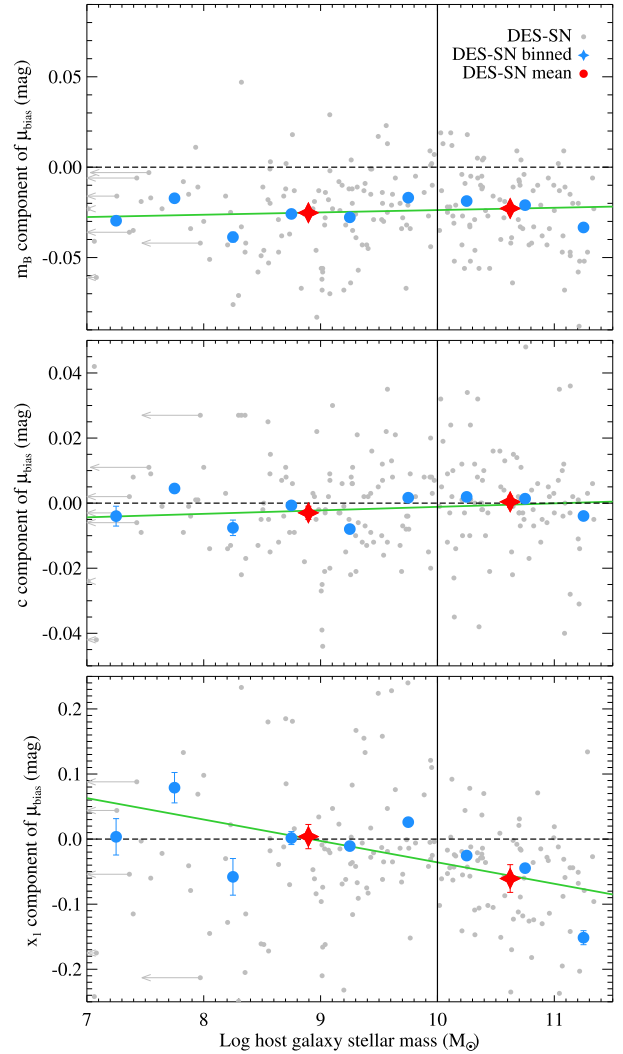 DES-SN
DES-SN binned
DES-SN mean
0.05
0.00
-0.05
m_B component of μ_bias (mag)
0.04
0.02
0.00
-0.02
-0.04
c component of μ_bias (mag)
0.2
0.1
0.0
-0.1
-0.2
x_1 component of μ_bias (mag)
7 8 9 10 11
Log host galaxy stellar mass (M_⊙)